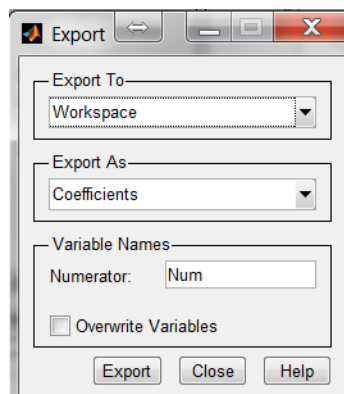 Export
Export To
Workspace
Export As
Coefficients
Variable Names
Numerator: Num
Overwrite Variables
Export Close Help